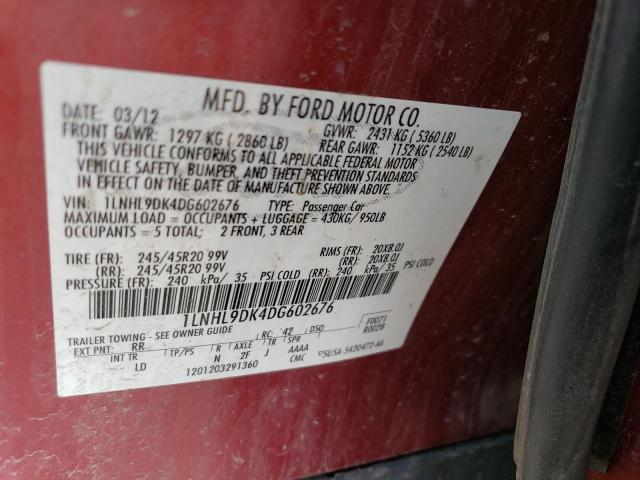 MFD. BY FORD MOTOR CO.
DATE: 03/12 GVWR: 2431 KG ( 5360 LB)
FRONT GAWR: 1297 KG ( 2860 LB) REAR GAWR: 1152 KG ( 2540 LB)
THIS VEHICLE CONFORMS TO ALL APPLICABLE FEDERAL MOTOR
VEHICLE SAFETY, BUMPER, AND THEFT PREVENTION STANDARDS
IN EFFECT ON THE DATE OF MANUFACTURE SHOWN ABOVE.
VIN: 1LNHL9DK4DG602676 TYPE: Passenger Car
MAXIMUM LOAD = OCCUPANTS + LUGGAGE = 430KG/ 950LB
OCCUPANTS = 5 TOTAL; 2 FRONT, 3 REAR
TIRE (FR): 245/45R20 99V RIMS (FR): 20X8.0J
(RR): 245/45R20 99V (RR): 20X8.0J
PRESSURE (FR): 240 kPa/ 35 PSI COLD (RR): 240 kPa/ 35 PSI COLD
1LNHL9DK4DG602676
TRAILER TOWING - SEE OWNER GUIDE RC: 42 DSO: F0071
EXT PNT: RR R0028
INT TR TP/PS R AXLE TR SPR
LD N 2F J AAAAA
1201203291360 CMC
5U5A-5420472-AA